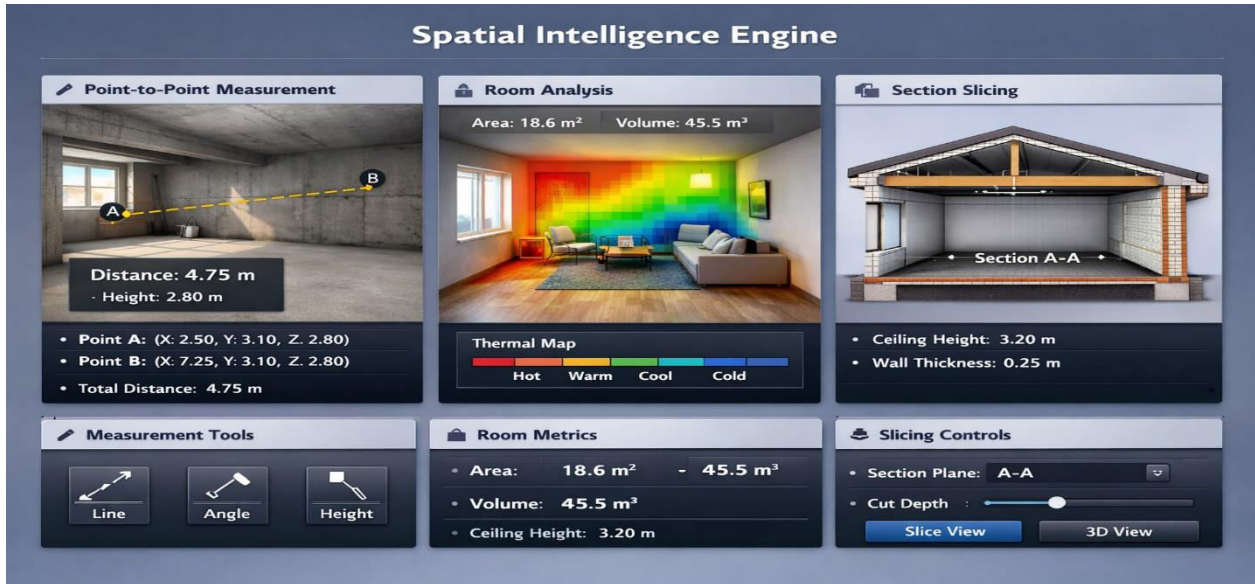 Spatial Intelligence Engine
Point-to-Point Measurement
A
B
Distance: 4.75 m
· Height: 2.80 m
• Point A: (X: 2.50, Y: 3.10, Z. 2.80)
• Point B: (X: 7.25, Y: 3.10, Z. 2.80)
• Total Distance: 4.75 m
Room Analysis
Area: 18.6 m² Volume: 45.5 m³
Thermal Map
Hot Warm Cool Cold
Section Slicing
Section A-A
• Ceiling Height: 3.20 m
• Wall Thickness: 0.25 m
Measurement Tools
Line Angle Height
Room Metrics
• Area: 18.6 m² - 45.5 m³
• Volume: 45.5 m³
• Ceiling Height: 3.20 m
Slicing Controls
• Section Plane: A-A
• Cut Depth :
Slice View 3D View